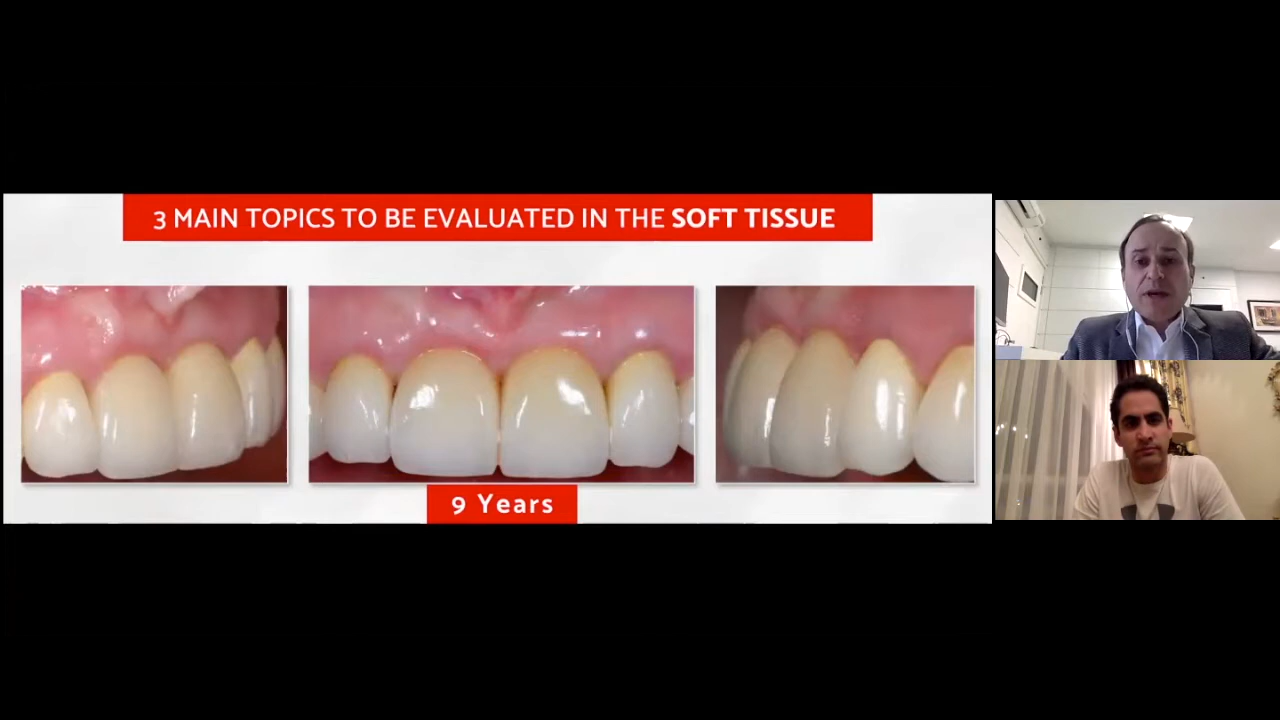 3 MAIN TOPICS TO BE EVALUATED IN THE SOFT TISSUE
9 Years